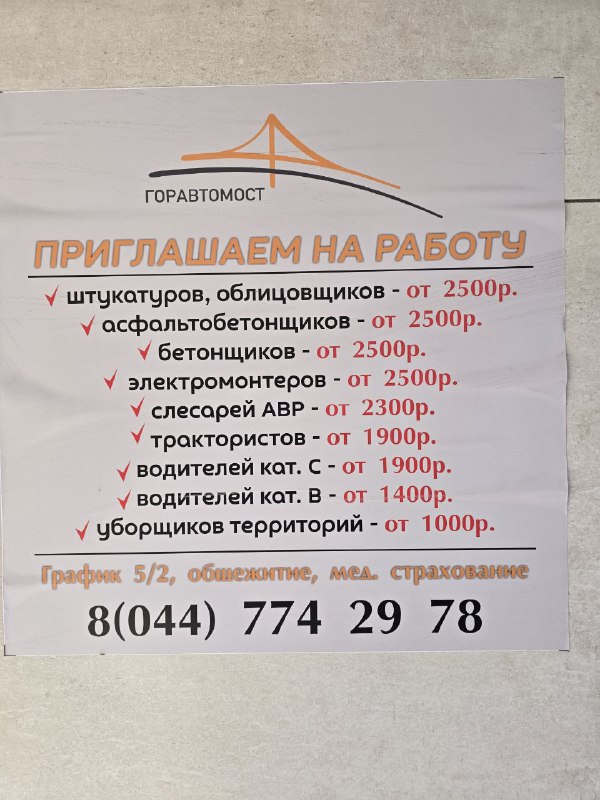 ГОРАВТОМОСТ
ПРИГЛАШАЕМ НА РАБОТУ
штукатуров, облицовщиков - от 2500р.
асфальтобетонщиков - от 2500р.
бетонщиков - от 2500р.
электромонтеров - от 2500р.
слесарей АВР - от 2300р.
трактористов - от 1900р.
водителей кат. С - от 1900р.
водителей кат. В - от 1400р.
уборщиков территорий - от 1000р.
График 5/2, обшежитие, мед. страхование
8(044) 774 29 78